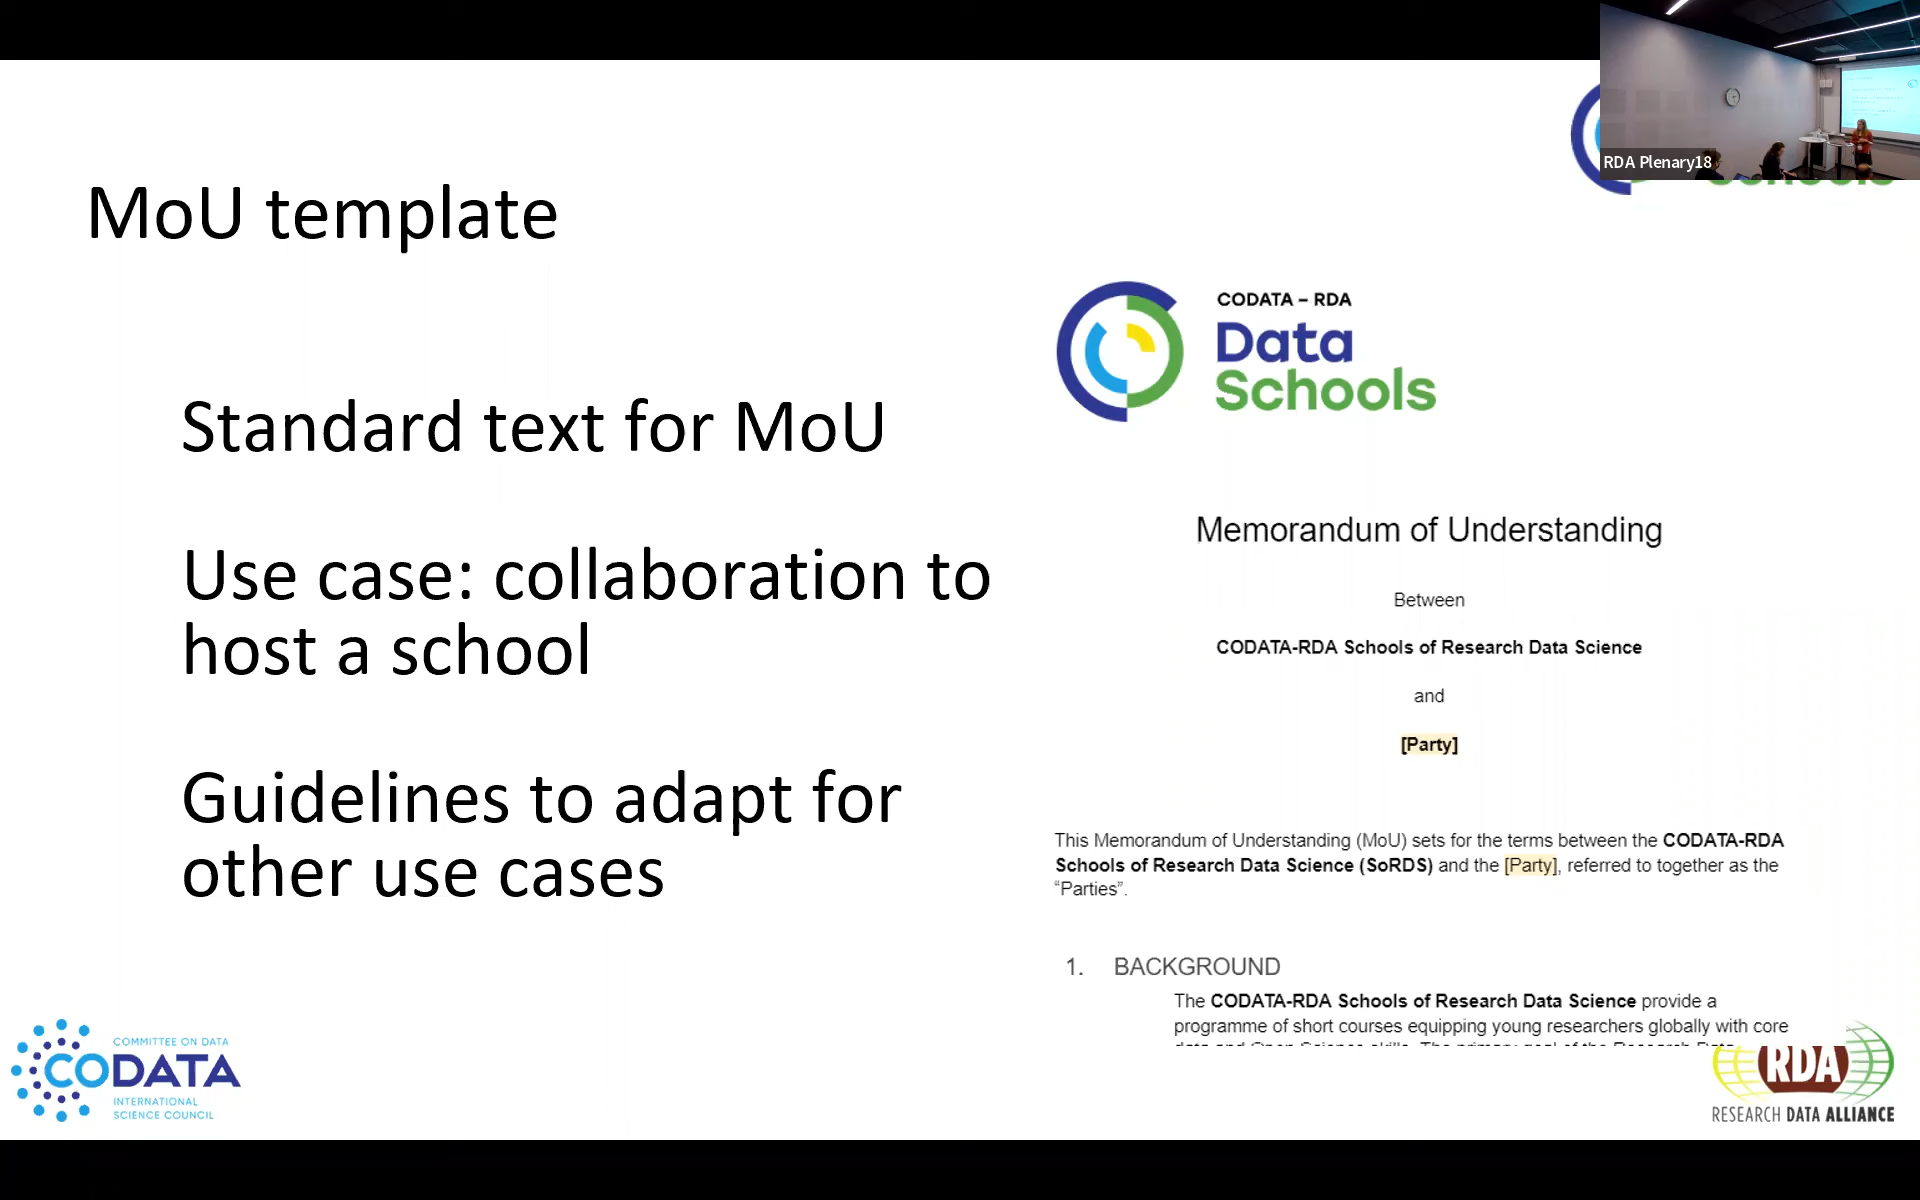 RDA Plenary18
MoU template
Standard text for MoU
Use case: collaboration to
host a school
Guidelines to adapt for
other use cases
CODATA – RDA
Data
Schools
Memorandum of Understanding
Between
CODATA-RDA Schools of Research Data Science
and
[Party]
This Memorandum of Understanding (MoU) sets for the terms between the CODATA-RDA
Schools of Research Data Science (SoRDS) and the [Party], referred to together as the
“Parties”.
1. BACKGROUND
The CODATA-RDA Schools of Research Data Science provide a
programme of short courses equipping young researchers globally with core
COMMITTEE ON DATA
CODATA
INTERNATIONAL
SCIENCE COUNCIL
RDA
RESEARCH DATA ALLIANCE